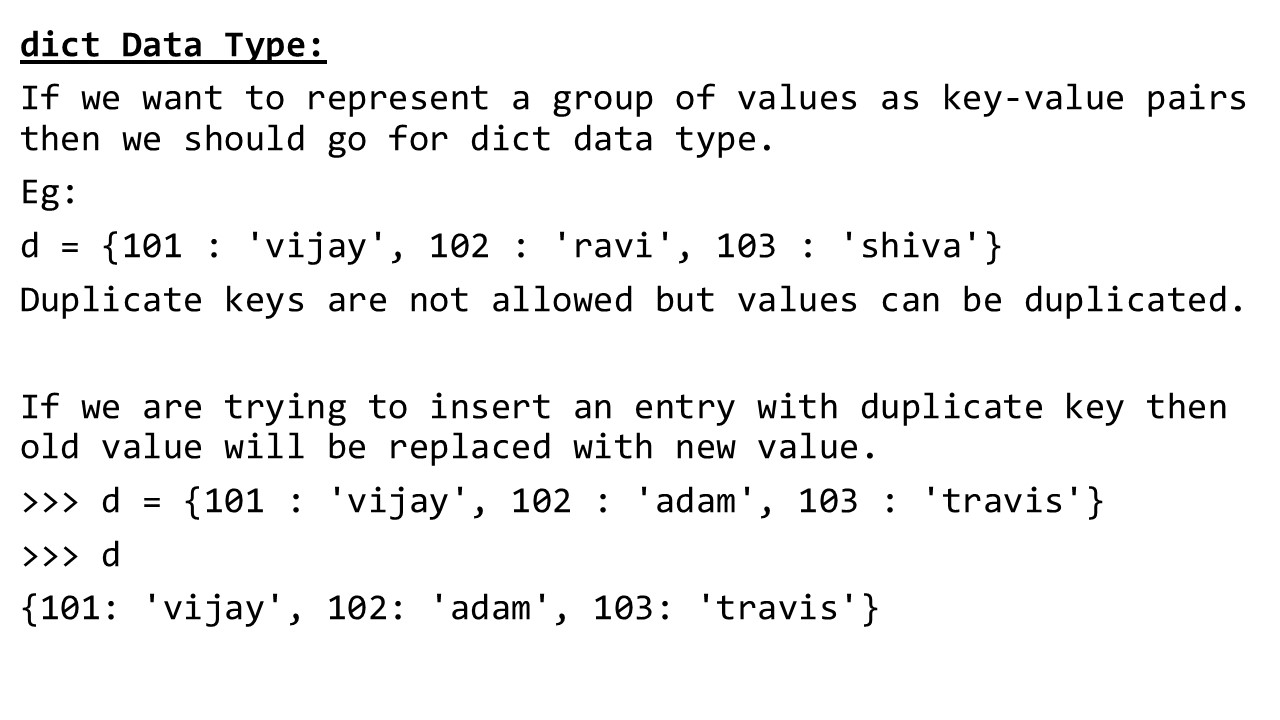 dict Data Type:
If we want to represent a group of values as key-value pairs
then we should go for dict data type.
Eg:
d = {101 : 'vijay', 102 : 'ravi', 103 : 'shiva'}
Duplicate keys are not allowed but values can be duplicated.
If we are trying to insert an entry with duplicate key then
old value will be replaced with new value.
>>> d = {101 : 'vijay', 102 : 'adam', 103 : 'travis'}
>>> d
{101: 'vijay', 102: 'adam', 103: 'travis'}